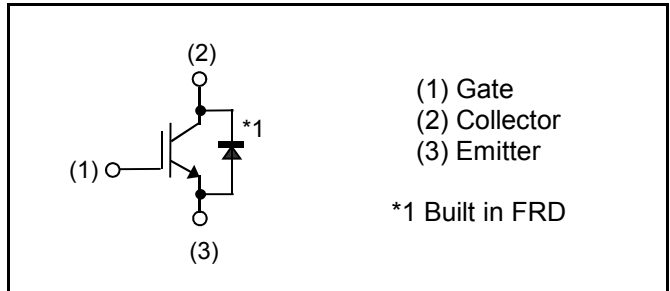 (2)
*1
(1)
(3)
(1) Gate
(2) Collector
(3) Emitter
*1 Built in FRD